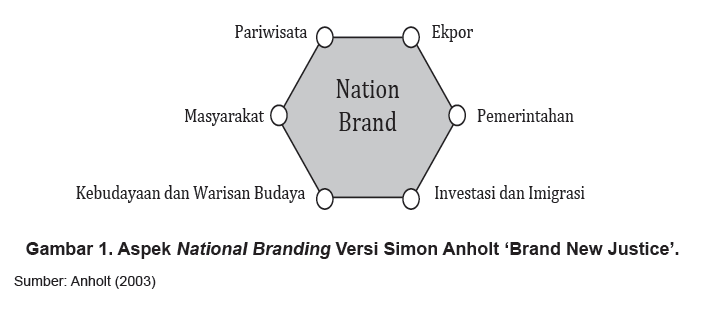 Pariwisata
Ekpor
Nation
Brand
Masyarakat
Pemerintahan
Kebudayaan dan Warisan Budaya
Investasi dan Imigrasi
Gambar 1. Aspek National Branding Versi Simon Anholt ‘Brand New Justice’.
Sumber: Anholt (2003)